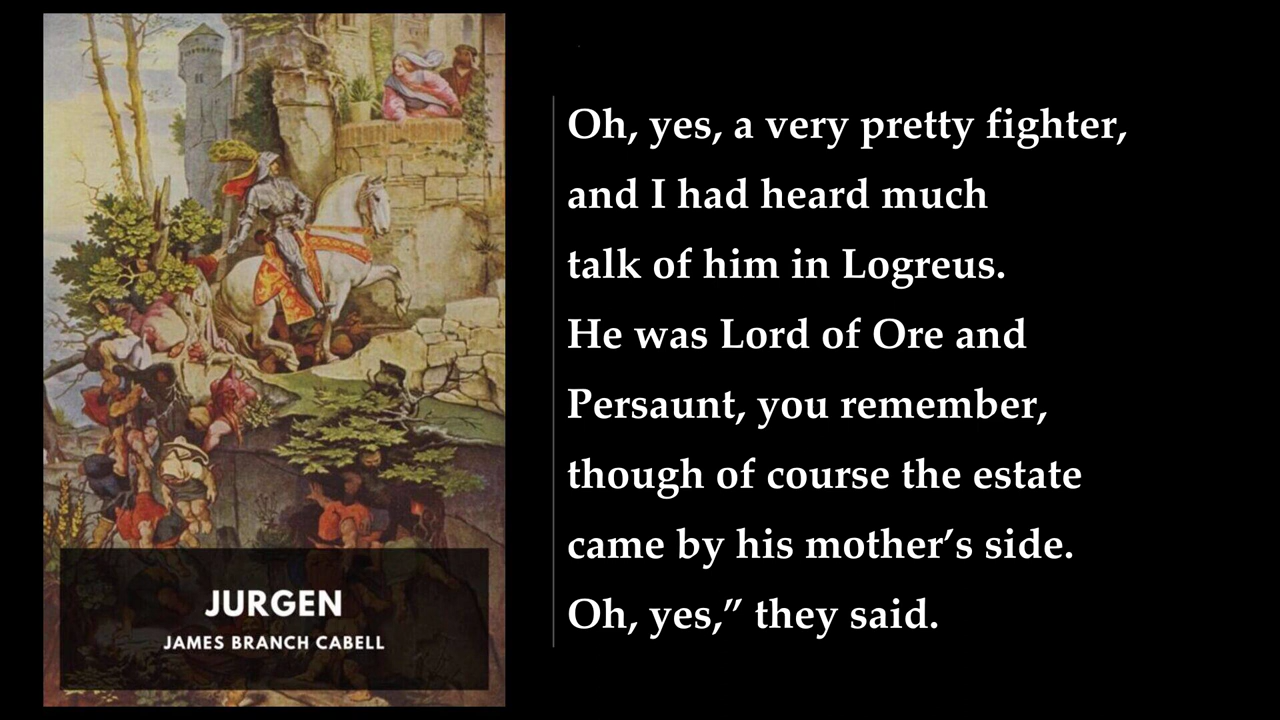 JURGEN
JAMES BRANCH CABELL
Oh, yes, a very pretty fighter,
and I had heard much
talk of him in Logreus.
He was Lord of Ore and
Persaunt, you remember,
though of course the estate
came by his mother’s side.
Oh, yes,” they said.